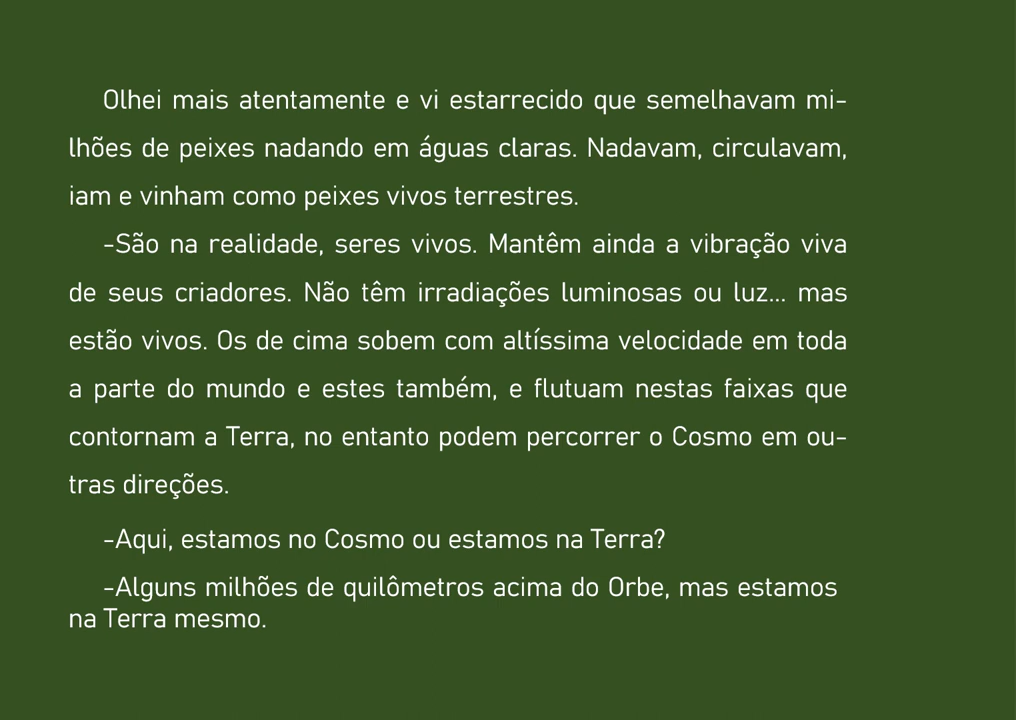 Olhei mais atentamente e vi estarrecido que semelhavam mi-
lhões de peixes nadando em águas claras. Nadavam, circulavam,
iam e vinham como peixes vivos terrestres.
-São na realidade, seres vivos. Mantêm ainda a vibração viva
de seus criadores. Não têm irradiações luminosas ou luz... mas
estão vivos. Os de cima sobem com altíssima velocidade em toda
a parte do mundo e estes também, e flutuam nestas faixas que
contornam a Terra, no entanto podem percorrer o Cosmo em ou-
tras direções.
-Aqui, estamos no Cosmo ou estamos na Terra?
-Alguns milhões de quilômetros acima do Orbe, mas estamos
na Terra mesmo.